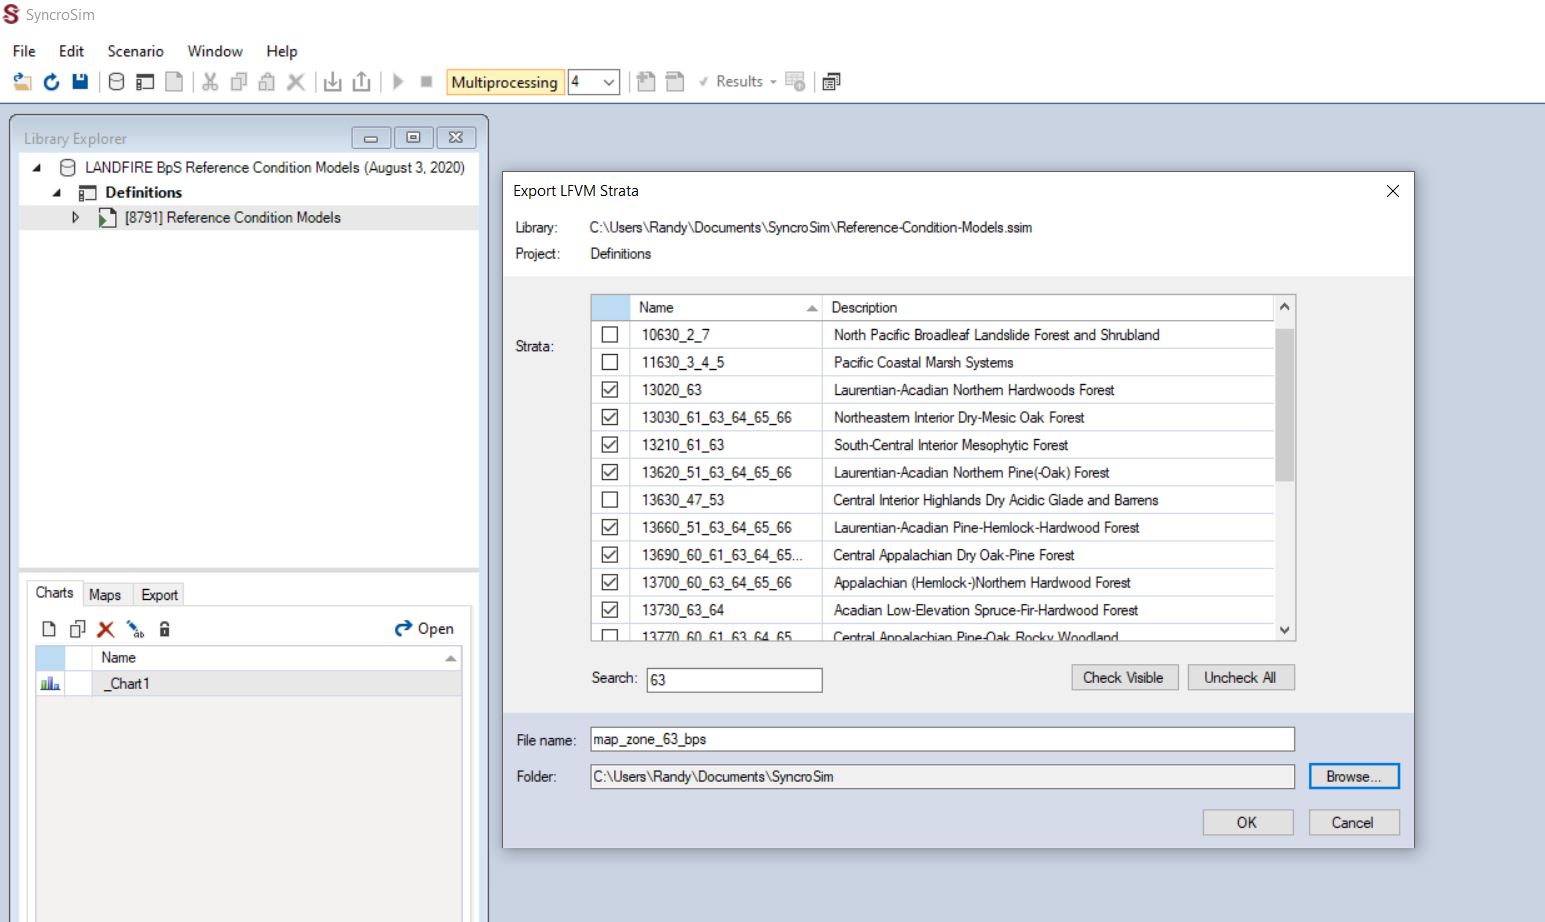 SyncroSim
File Edit Scenario Window Help
Multiprocessing 4 Results
Library Explorer
LANDFIRE BpS Reference Condition Models (August 3, 2020)
Definitions
[8791] Reference Condition Models
Charts Maps Export
Open
Name
_Chart1
Export LFVM Strata
Library: C:\Users\Randy\Documents\SyncroSim\Reference-Condition-Models.ssim
Project: Definitions
Strata:
Name Description
10630_2_7 North Pacific Broadleaf Landslide Forest and Shrubland
11630_3_4_5 Pacific Coastal Marsh Systems
13020_63 Laurentian-Acadian Northern Hardwoods Forest
13030_61_63_64_65_66 Northeastern Interior Dry-Mesic Oak Forest
13210_61_63 South-Central Interior Mesophytic Forest
13620_51_63_64_65_66 Laurentian-Acadian Northern Pine(-Oak) Forest
13630_47_53 Central Interior Highlands Dry Acidic Glade and Barrens
13660_51_63_64_65_66 Laurentian-Acadian Pine-Hemlock-Hardwood Forest
13690_60_61_63_64_65... Central Appalachian Dry Oak-Pine Forest
13700_60_63_64_65_66 Appalachian (Hemlock-)Northern Hardwood Forest
13730_63_64 Acadian Low-Elevation Spruce-Fir-Hardwood Forest
13770_60_61_63_64_65 Central Appalachian Pine-Oak Rocky Woodland
Search: 63 Check Visible Uncheck All
File name: map_zone_63_bps
Folder: C:\Users\Randy\Documents\SyncroSim Browse...
OK Cancel